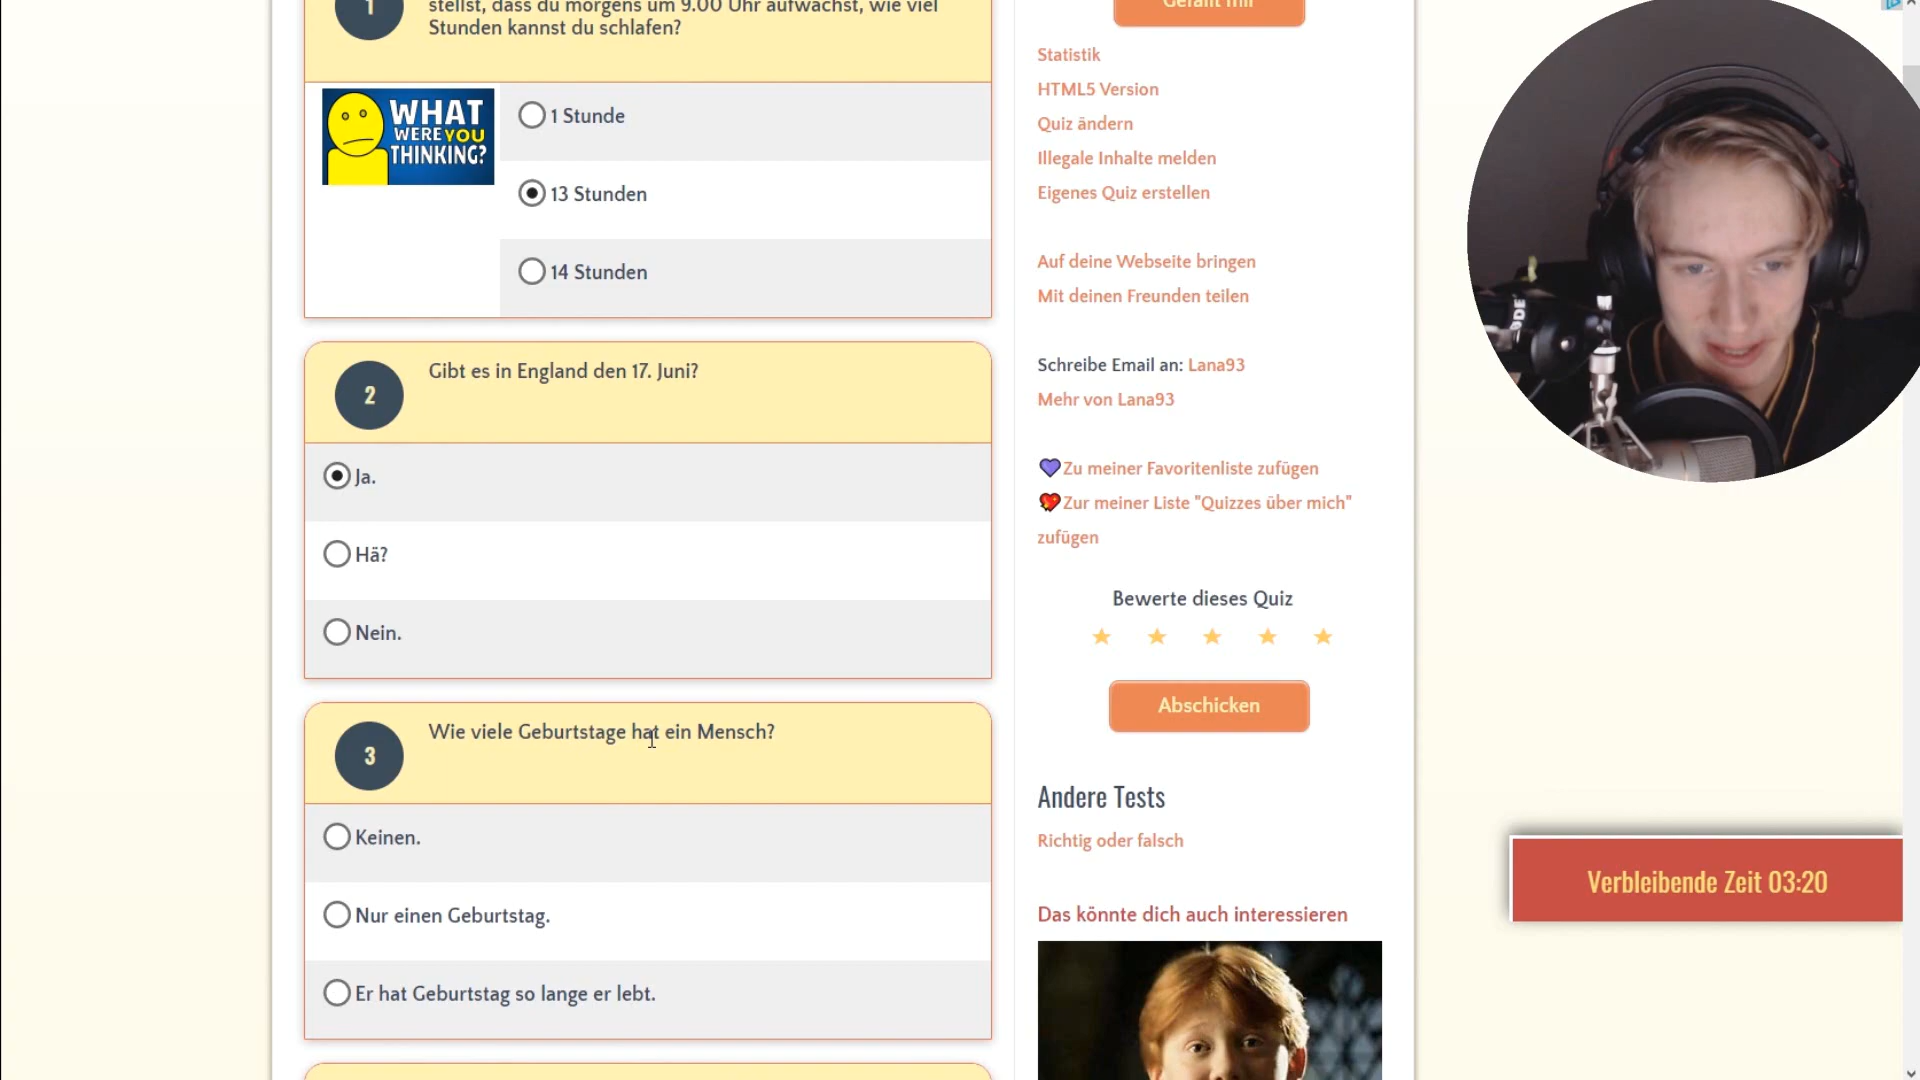 1
stellst, dass du morgens um 9.00 Uhr aufwachst, wie viel
Stunden kannst du schlafen?
WHAT
WERE YOU
THINKING?
1 Stunde
13 Stunden
14 Stunden
2
Gibt es in England den 17. Juni?
Ja.
Hä?
Nein.
3
Wie viele Geburtstage hat ein Mensch?
Keinen.
Nur einen Geburtstag.
Er hat Geburtstag so lange er lebt.
Gefällt mir
Statistik
HTML5 Version
Quiz ändern
Illegale Inhalte melden
Eigenes Quiz erstellen
Auf deine Webseite bringen
Mit deinen Freunden teilen
Schreibe Email an: Lana93
Mehr von Lana93
Zu meiner Favoritenliste zufügen
Zur meiner Liste "Quizzes über mich"
zufügen
Bewerte dieses Quiz
Abschicken
Andere Tests
Richtig oder falsch
Das könnte dich auch interessieren
Verbleibende Zeit 03:20